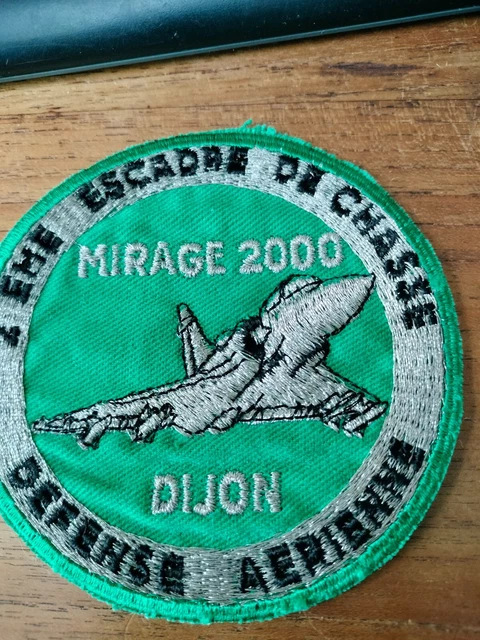 2 EME ESCADRE DE CHASSE
MIRAGE 2000
DIJON
DEFENSE AERIENNE